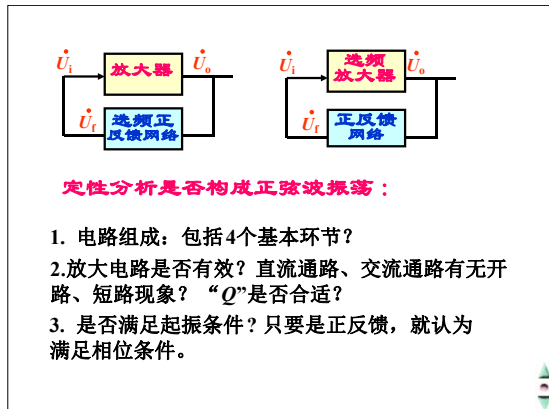 U̇i
放大器
U̇o
U̇f
选频正
反馈网络
U̇i
选频
放大器
U̇o
U̇f
正反馈
网络
定性分析是否构成正弦波振荡：
1. 电路组成：包括4个基本环节？
2.放大电路是否有效？直流通路、交流通路有无开
路、短路现象？“Q”是否合适？
3. 是否满足起振条件？只要是正反馈，就认为
满足相位条件。